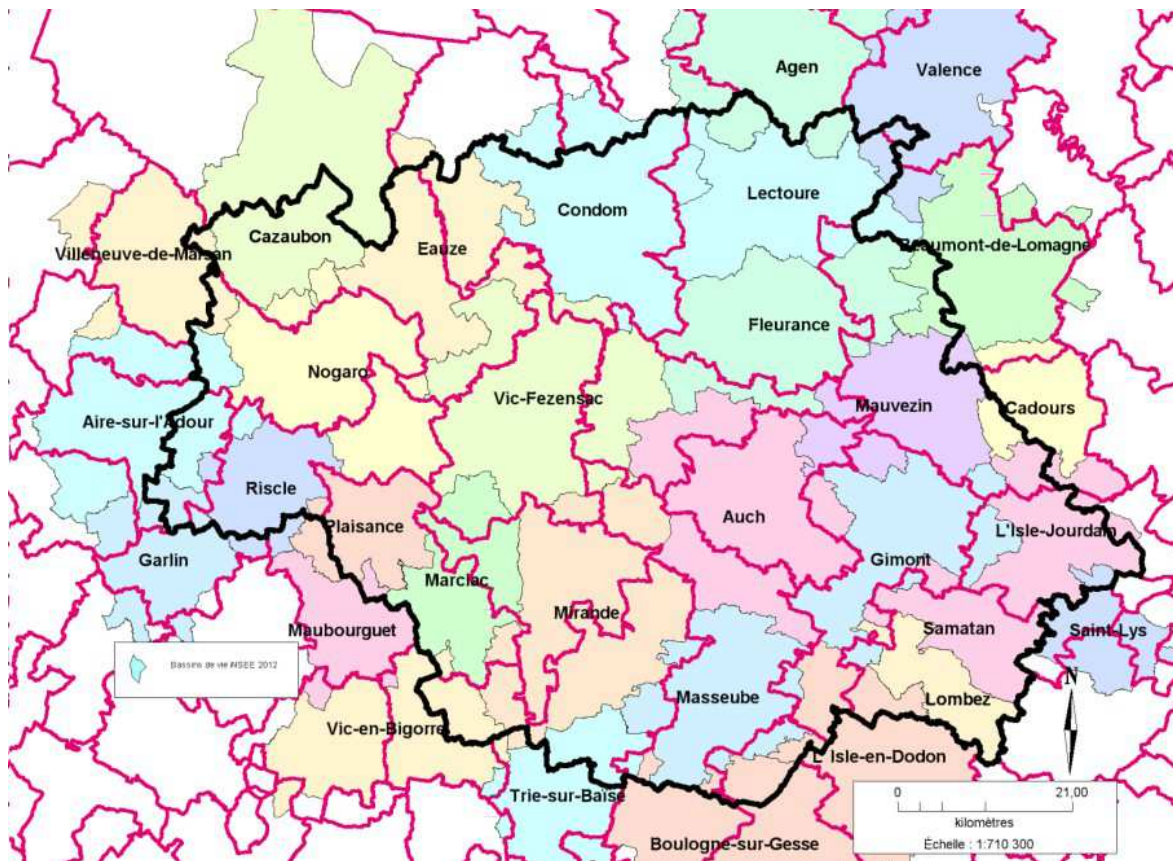 Agen
Valence
Condom
Lectoure
Cazaubon
Eauze
Beaumont-de-Lomagne
Villeneuve-de-Marsan
Fleurance
Nogaro
Vic-Fezensac
Mauvezin
Cadours
Aire-sur-l'Adour
Riscle
Plaisance
Auch
L'Isle-Jourdain
Garlin
Gimont
Marciac
Mirande
Maubourguet
Samatan
Saint-Lys
Bassins de vie INSEE 2012
N
Masseube
Lombez
Vic-en-Bigorre
L' Isle-en-Dodon
Trie-sur-Baïse
0 21,00
kilomètres
Boulogne-sur-Gesse
Échelle : 1:710 300